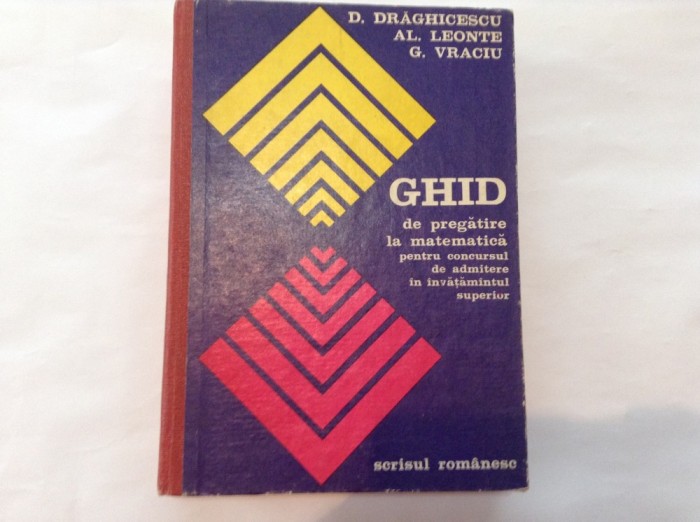 D. DRĂGHICESCU
AL. LEONTE
G. VRACIU
GHID
de pregătire
la matematică
pentru concursul
de admitere
în învățămîntul
superior
scrisul românesc